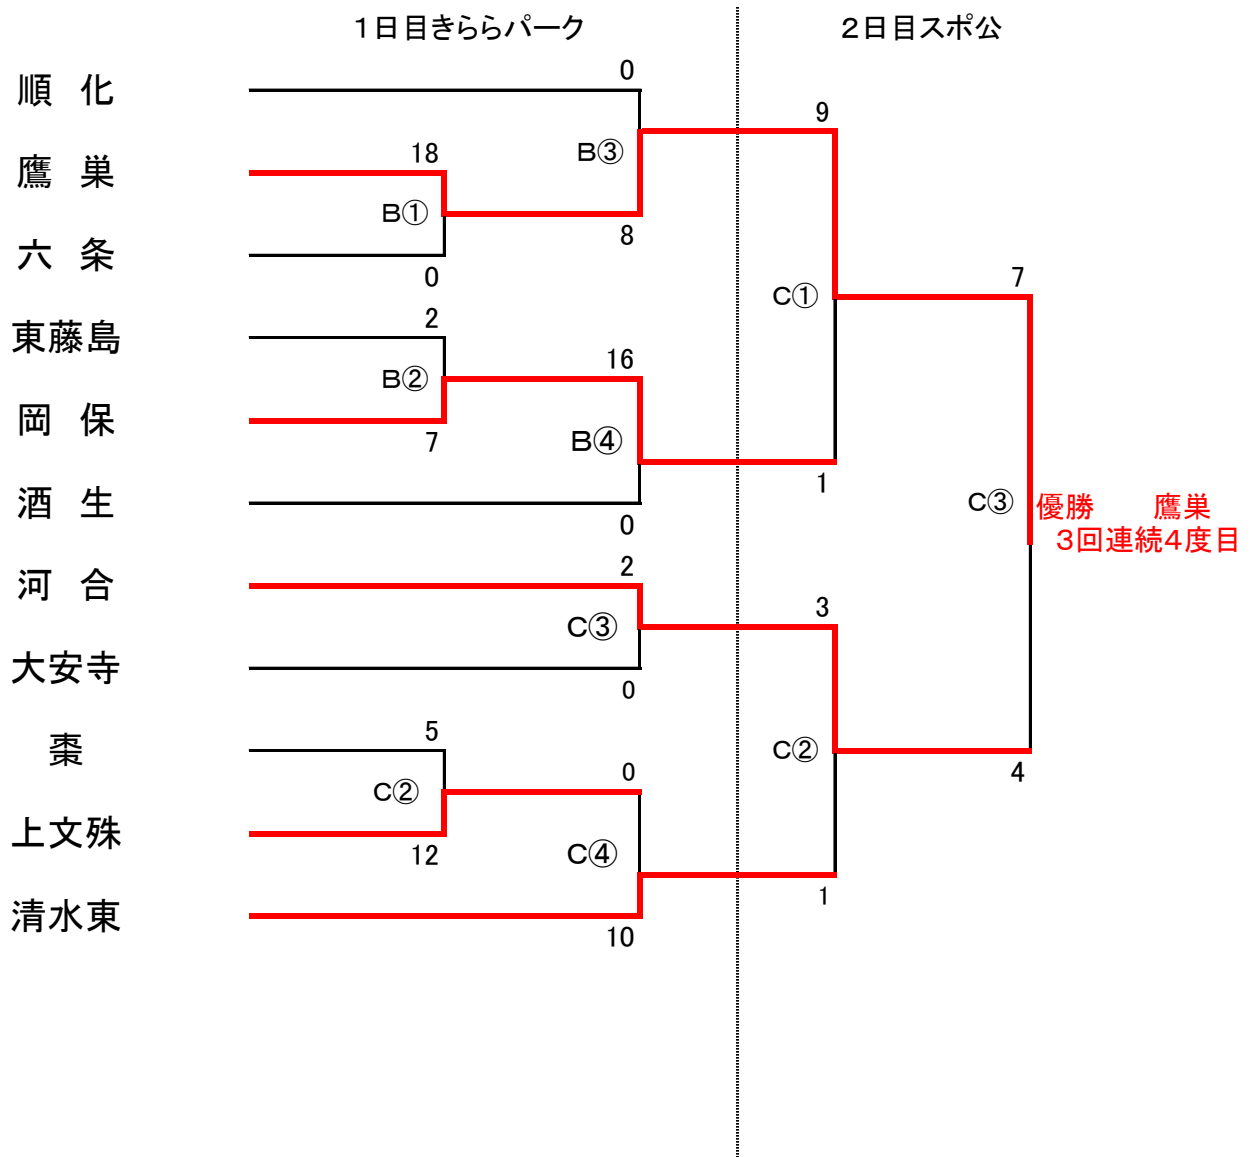 １日目きららパーク
２日目スポ公
順 化
0
9
鷹 巣
18
B③
B①
六 条
0
8
7
C①
東藤島
2
16
B②
岡 保
7
B④
1
酒 生
0
C③
優勝 鷹巣
３回連続４度目
河 合
2
3
C③
大安寺
0
棗
5
C②
0
4
C②
上文殊
12
C④
1
清水東
10